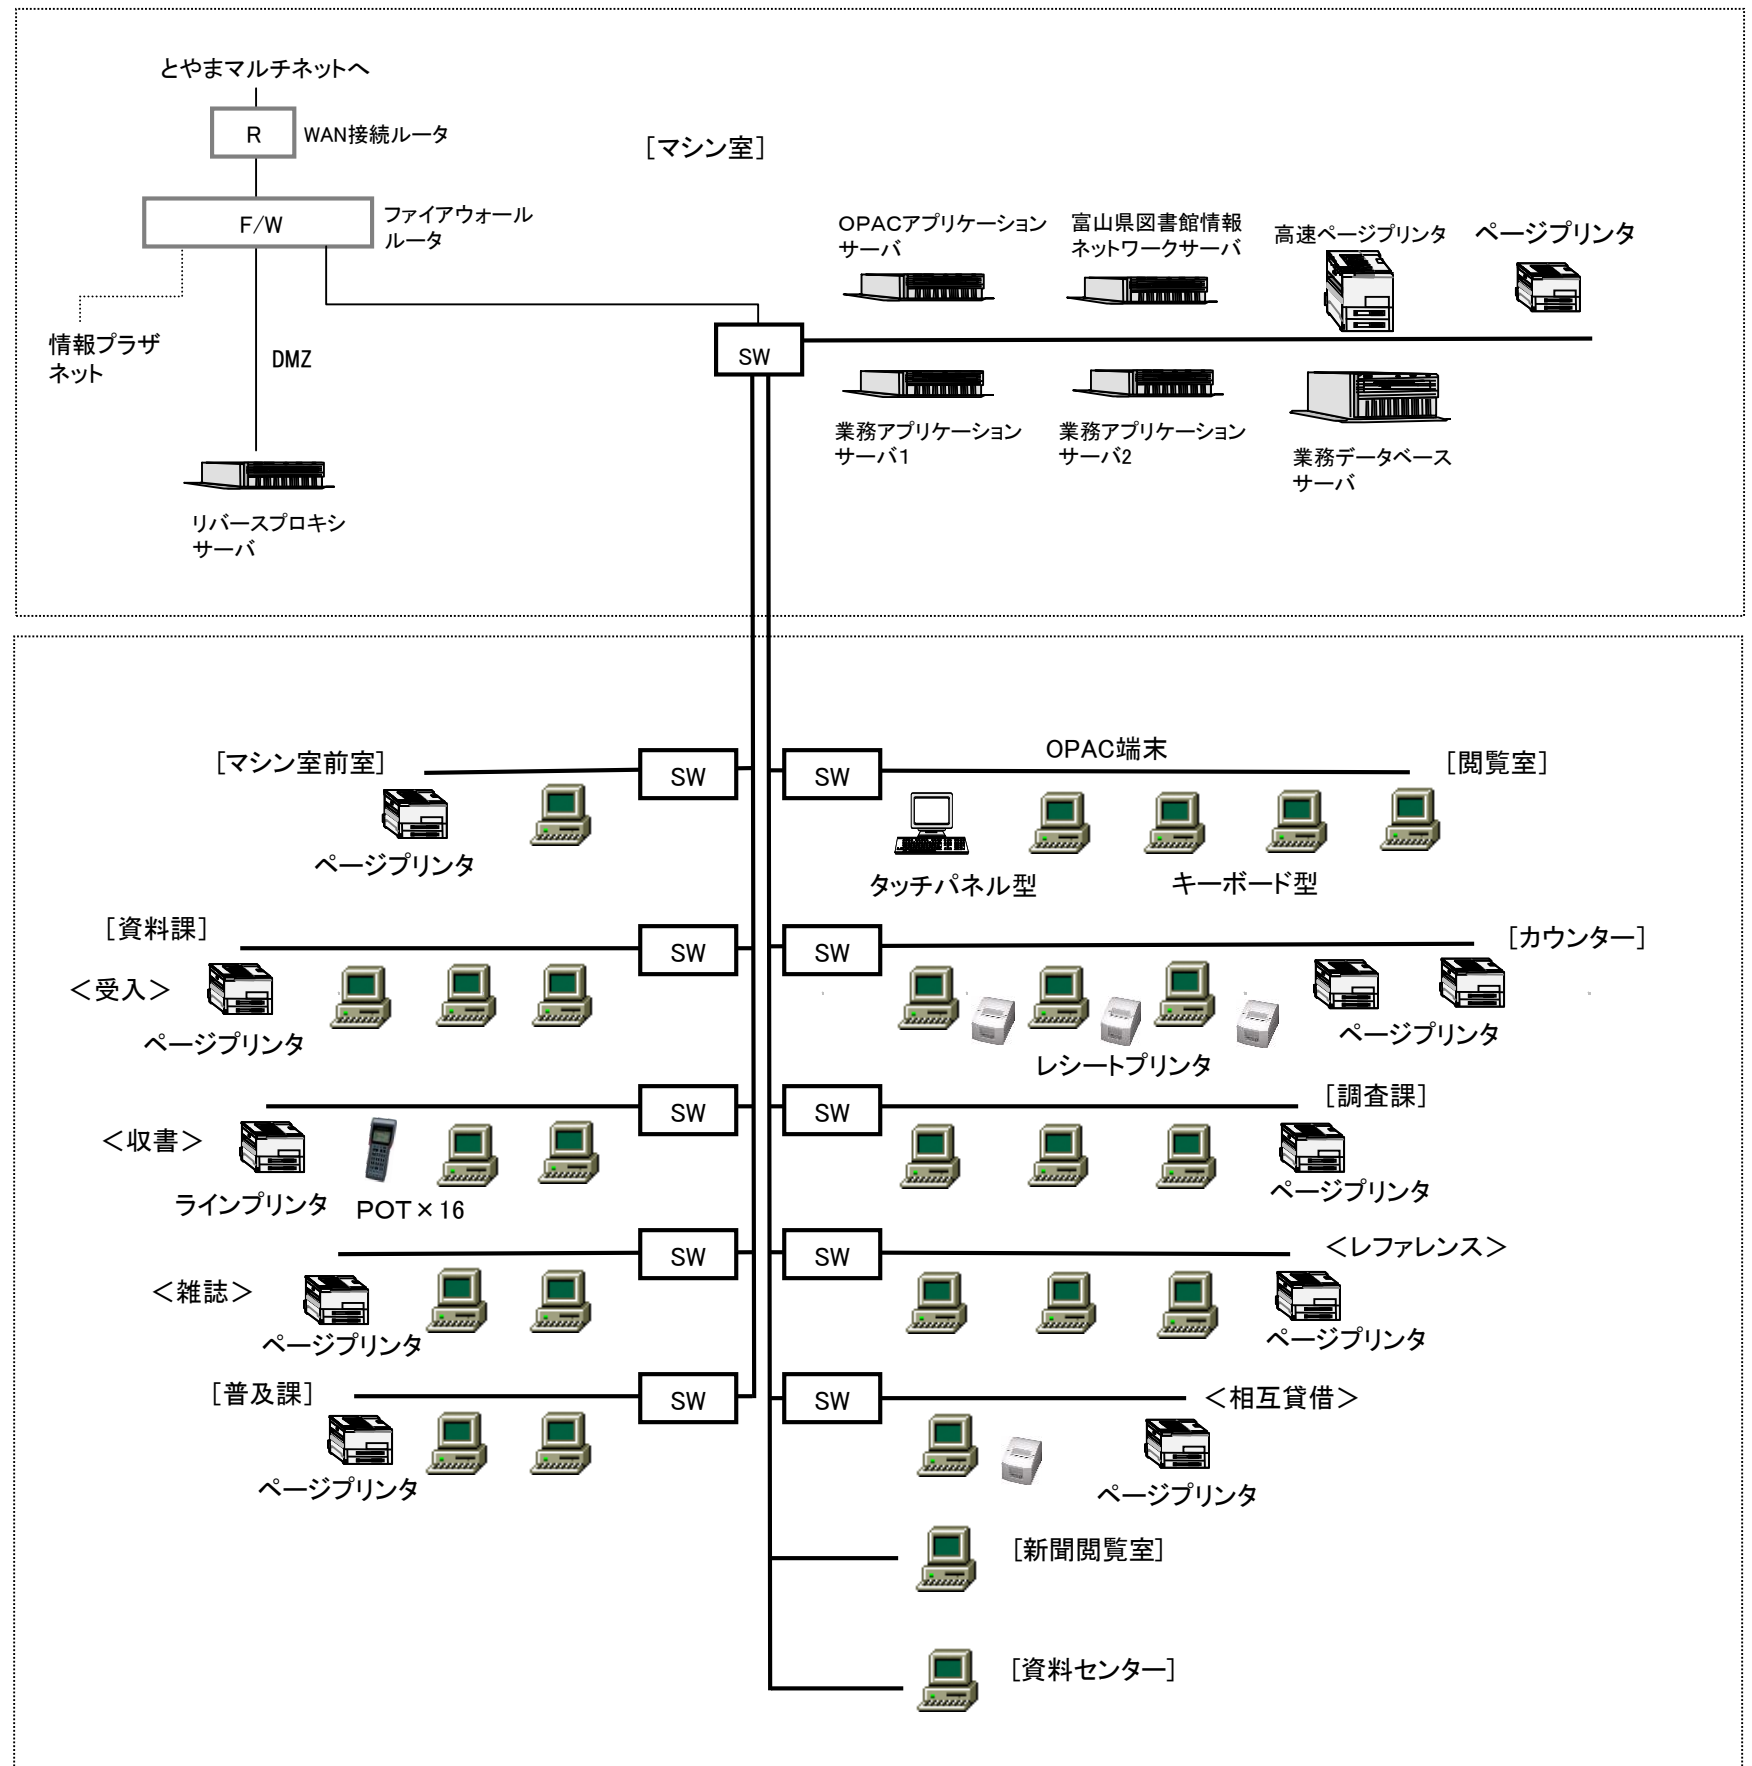 とやまマルチネットへ
R
WAN接続ルータ
[マシン室]
F/W
ファイアウォール
ルータ
OPACアプリケーション
サーバ
富山県図書館情報
ネットワークサーバ
高速ページプリンタ
ページプリンタ
情報プラザ
ネット
DMZ
SW
業務アプリケーション
サーバ1
業務アプリケーション
サーバ2
業務データベース
サーバ
リバースプロキシ
サーバ
[マシン室前室]
SW
SW
OPAC端末
[閲覧室]
ページプリンタ
タッチパネル型
キーボード型
[資料課]
SW
SW
[カウンター]
<受入>
ページプリンタ
レシートプリンタ
ページプリンタ
SW
SW
[調査課]
<収書>
ラインプリンタ
POT×16
ページプリンタ
SW
SW
<レファレンス>
<雑誌>
ページプリンタ
ページプリンタ
[普及課]
SW
SW
<相互貸借>
ページプリンタ
ページプリンタ
[新聞閲覧室]
[資料センター]